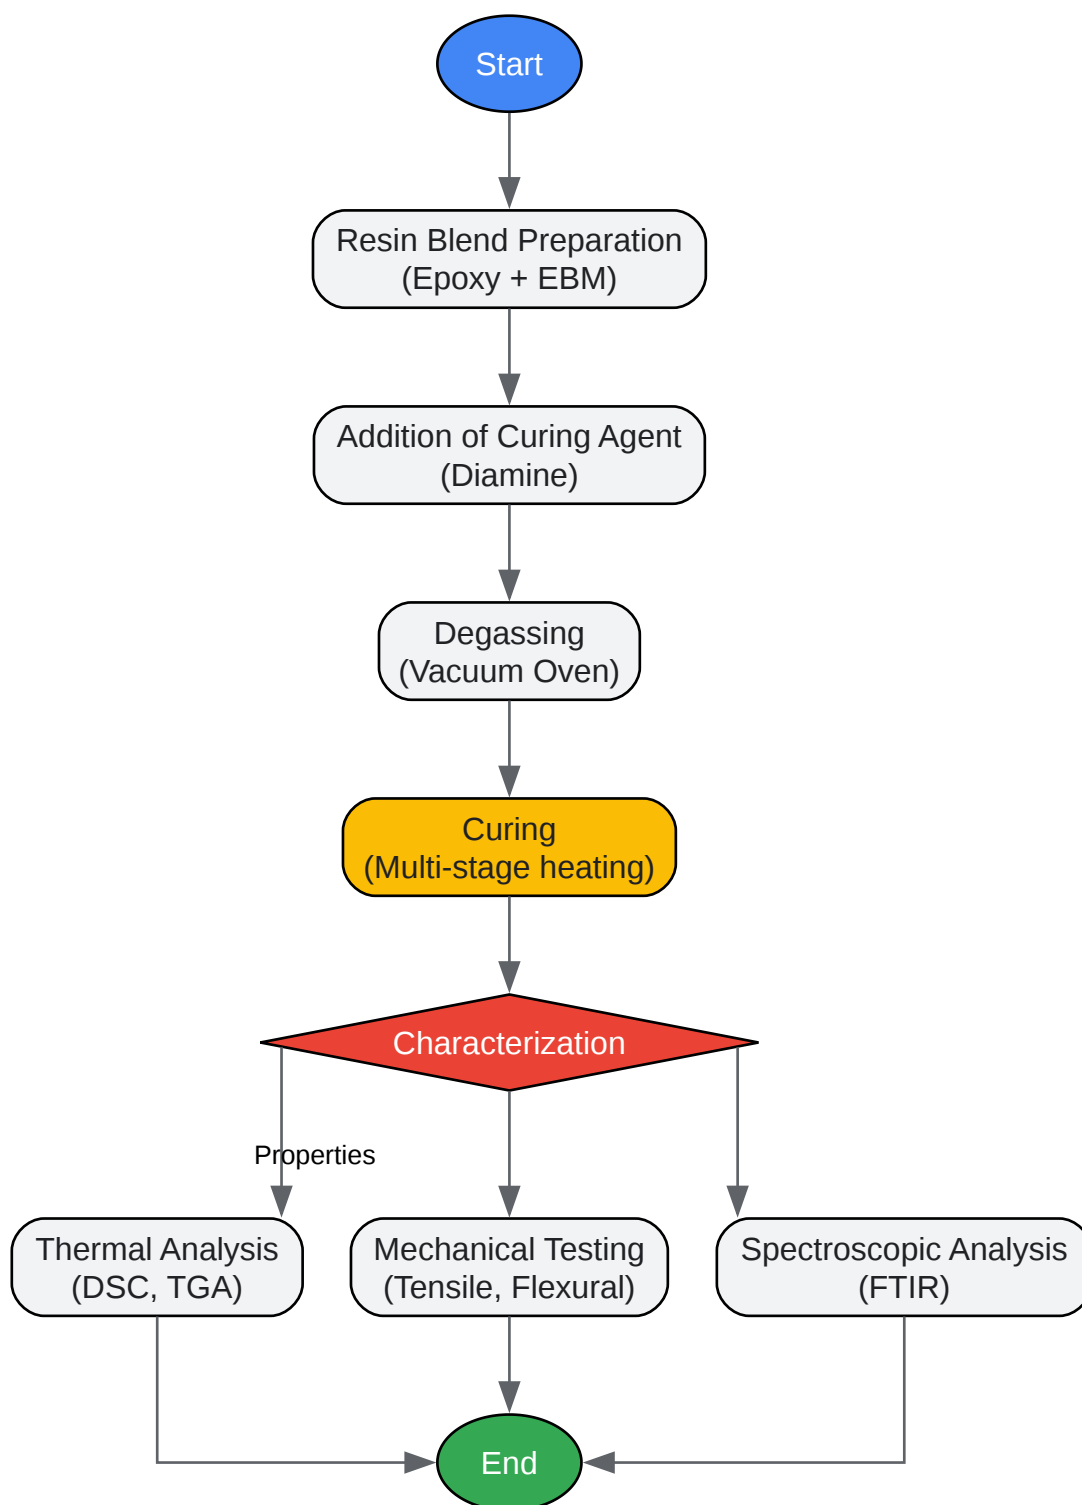 Start
Resin Blend Preparation
(Epoxy + EBM)
Addition of Curing Agent
(Diamine)
Degassing
(Vacuum Oven)
Curing
(Multi-stage heating)
Characterization
Properties
Thermal Analysis
(DSC, TGA)
Mechanical Testing
(Tensile, Flexural)
Spectroscopic Analysis
(FTIR)
End